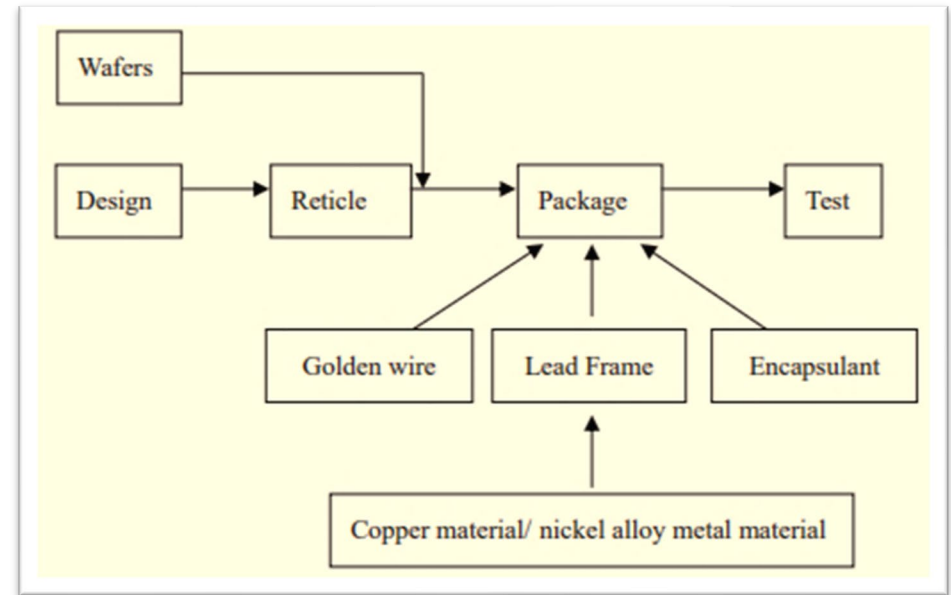 Wafers
Design
Reticle
Package
Test
Golden wire
Lead Frame
Encapsulant
Copper material/ nickel alloy metal material